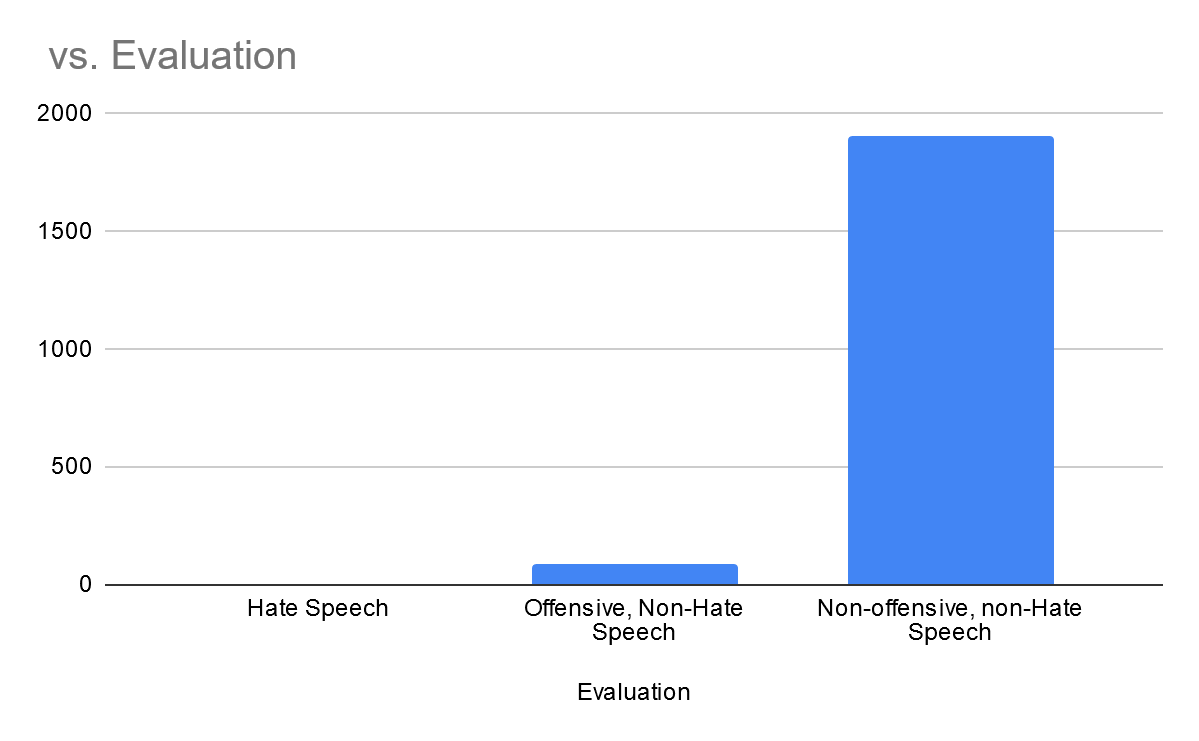 vs. Evaluation
2000
1500
1000
500
0
Hate Speech
Offensive, Non-Hate
Speech
Non-offensive, non-Hate
Speech
Evaluation